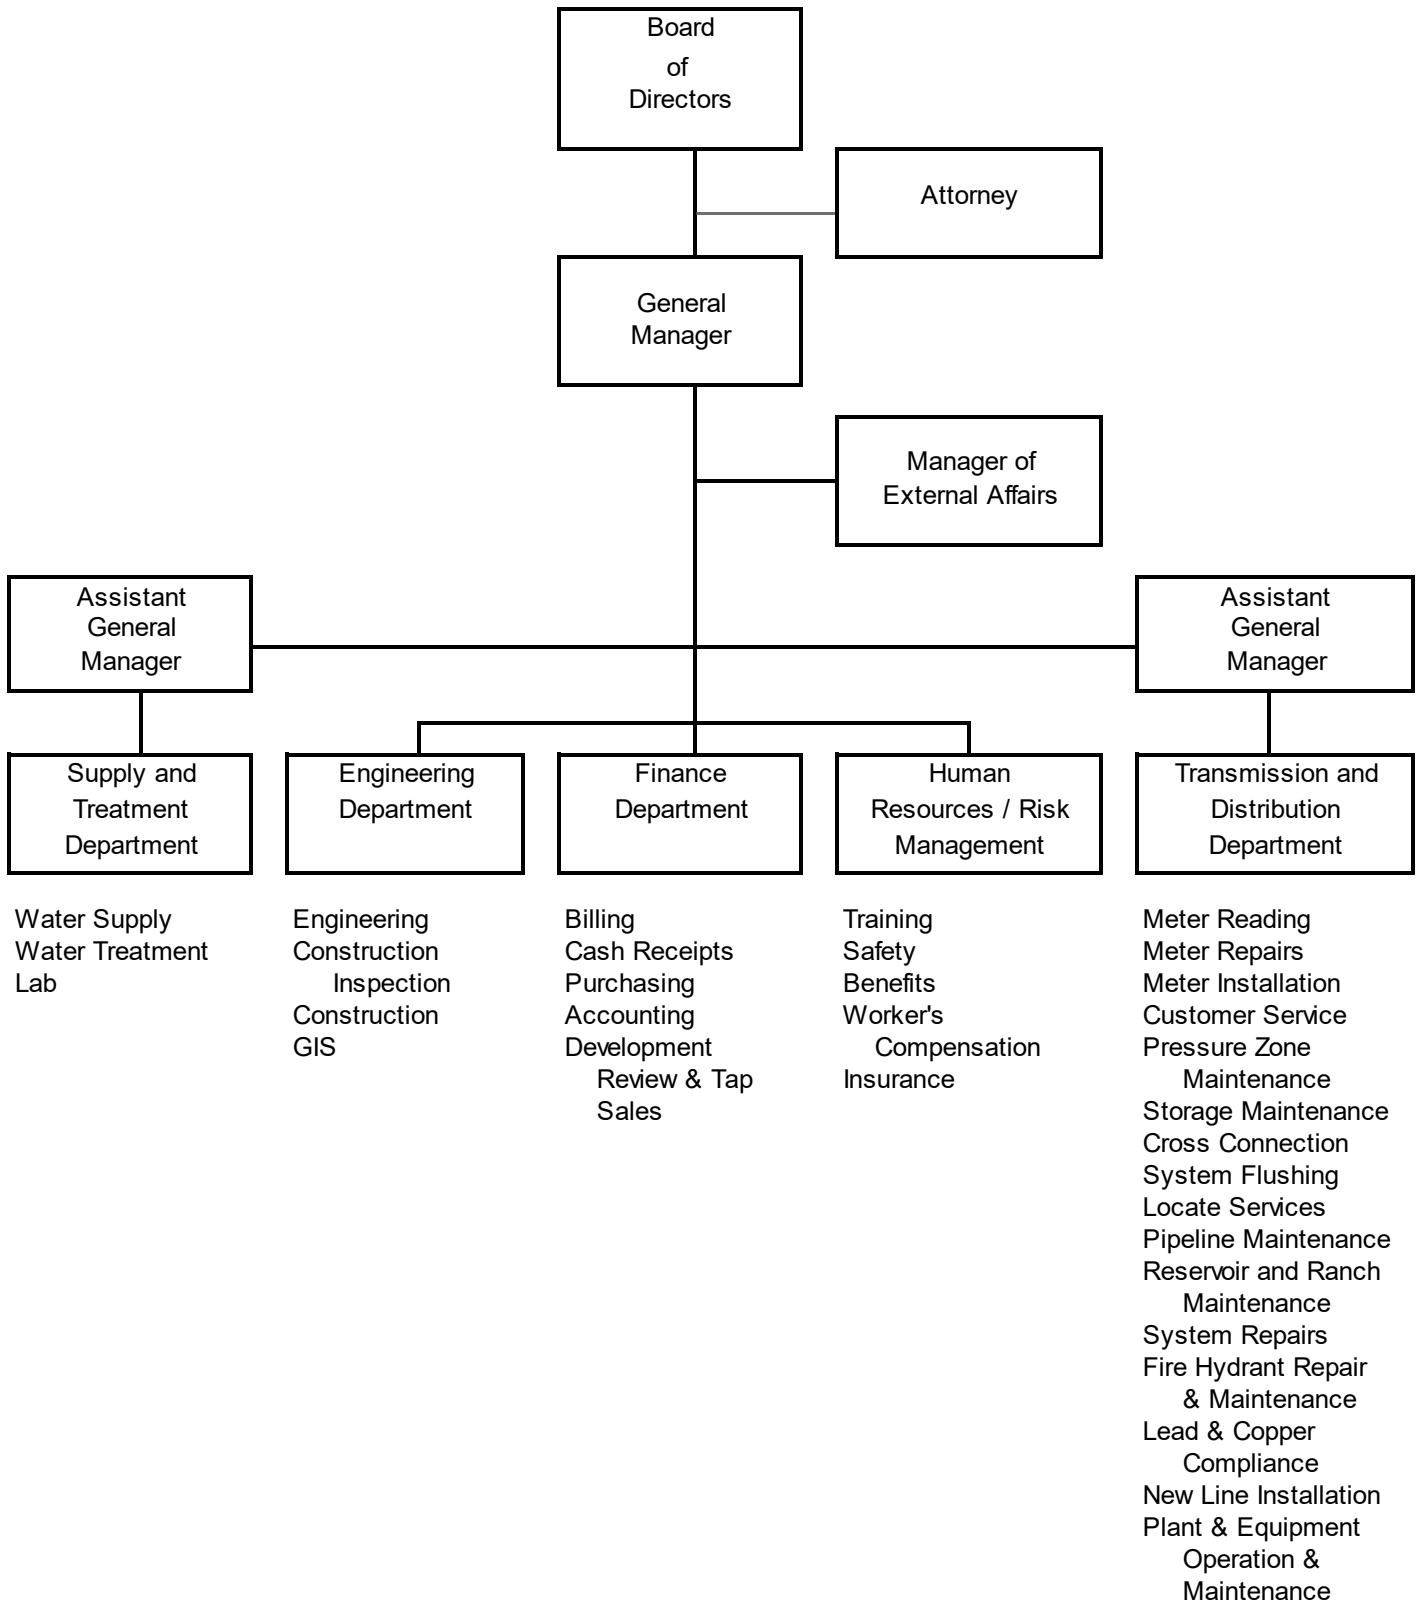 Board
of
Directors
Attorney
General
Manager
Manager of
External Affairs
Assistant
General
Manager
Assistant
General
Manager
Supply and
Treatment
Department
Engineering
Department
Finance
Department
Human
Resources / Risk
Management
Transmission and
Distribution
Department
Water Supply
Water Treatment
Lab
Engineering
Construction
Inspection
Construction
GIS
Billing
Cash Receipts
Purchasing
Accounting
Development
Review & Tap
Sales
Training
Safety
Benefits
Worker's
Compensation
Insurance
Meter Reading
Meter Repairs
Meter Installation
Customer Service
Pressure Zone
Maintenance
Storage Maintenance
Cross Connection
System Flushing
Locate Services
Pipeline Maintenance
Reservoir and Ranch
Maintenance
System Repairs
Fire Hydrant Repair
& Maintenance
Lead & Copper
Compliance
New Line Installation
Plant & Equipment
Operation &
Maintenance